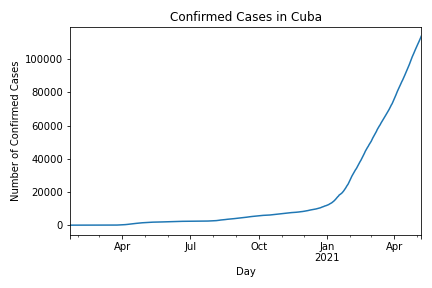 Confirmed Cases in Cuba
Number of Confirmed Cases
100000
80000
60000
40000
20000
0
Apr Jul Oct Jan Apr
2021
Day